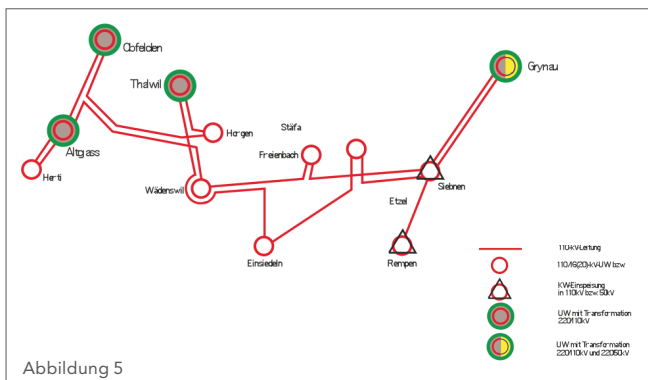 Obfelden
Thalwil
Grynau
Horgen
Stäfa
Altgass
Freienbach
Herti
Siebnen
Wädenswil
Etzel
Einsiedeln
Rempen
110-kV-Leitung
110/16(20)-kV-UW bzw
KW-Einspeisung
in 110kV bzw. 50kV
UW mit Transformation
220/110kV
UW mit Transformation
220/110kV und 220/50kV
Abbildung 5